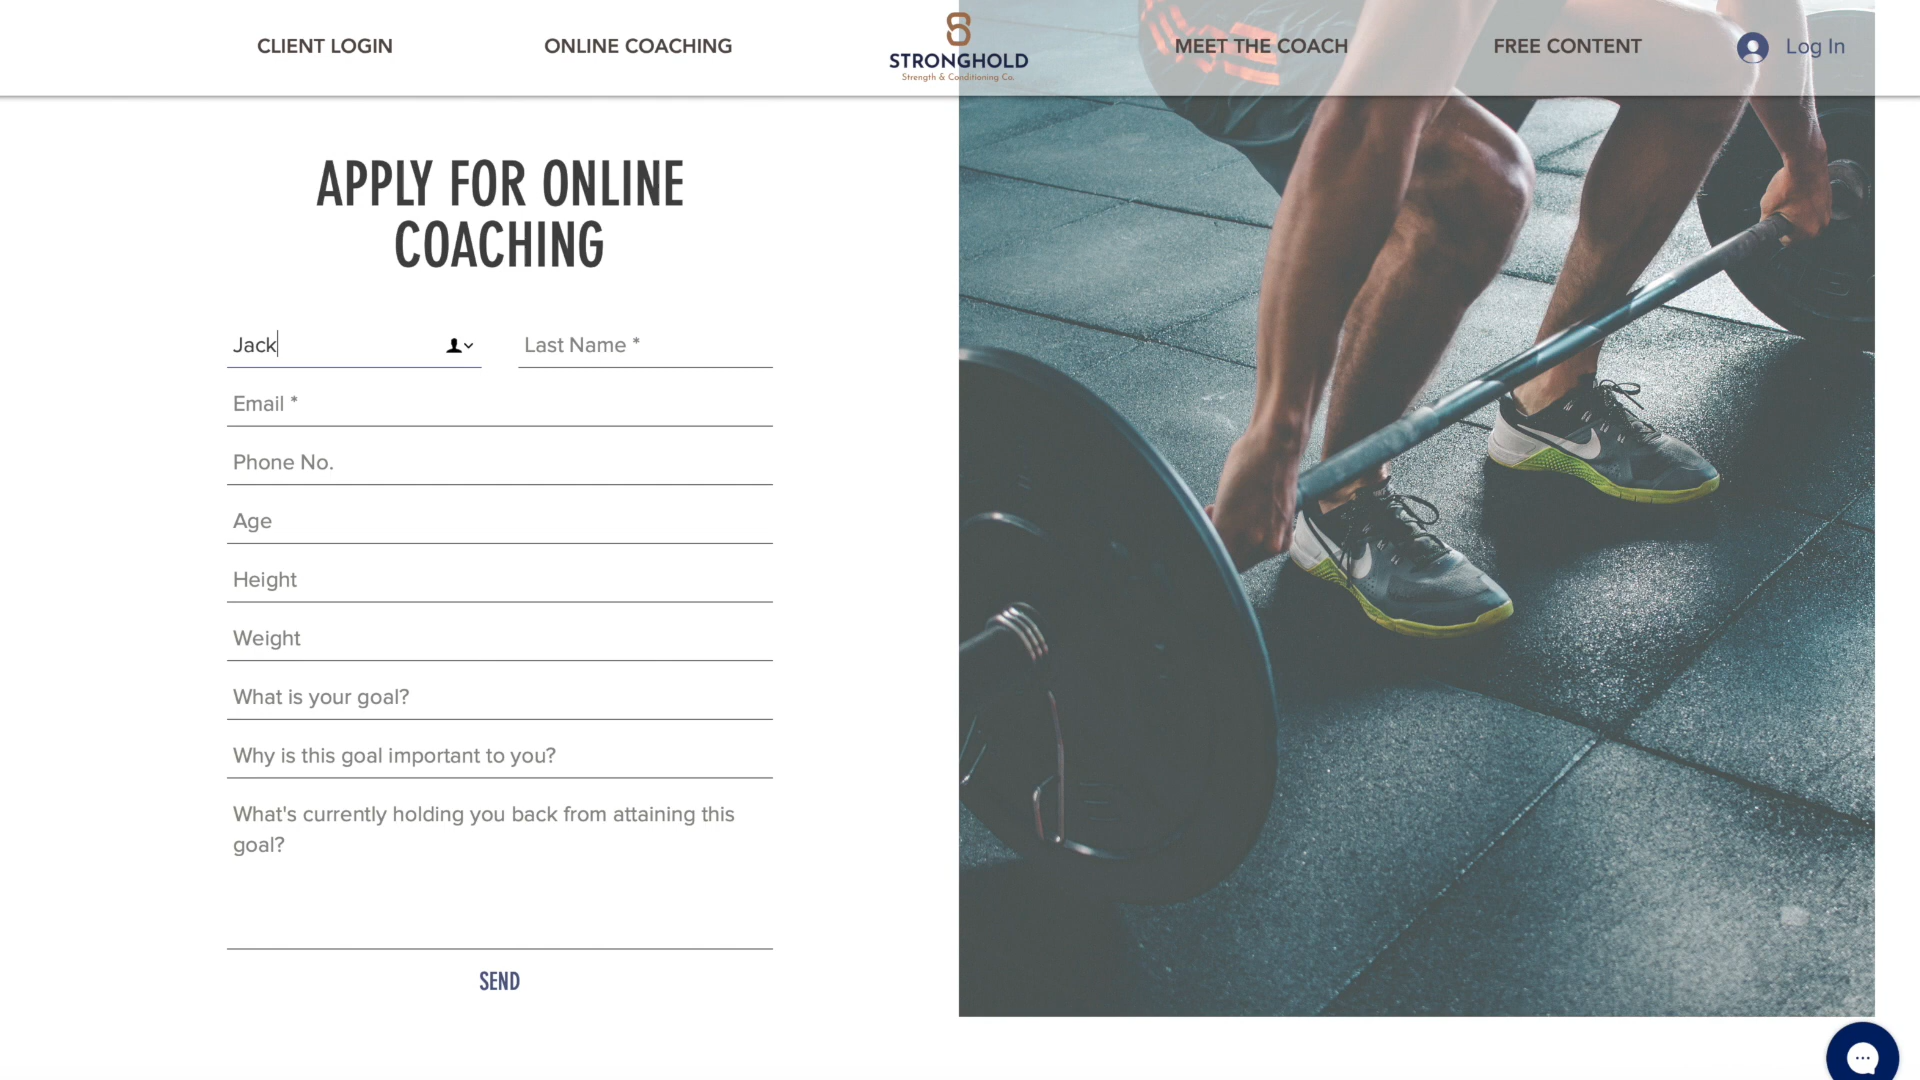 CLIENT LOGIN
ONLINE COACHING
STRONGHOLD
Strength & Conditioning Co.
MEET THE COACH
FREE CONTENT
Log In
APPLY FOR ONLINE
COACHING
Jack
Last Name *
Email *
Phone No.
Age
Height
Weight
What is your goal?
Why is this goal important to you?
What's currently holding you back from attaining this
goal?
SEND